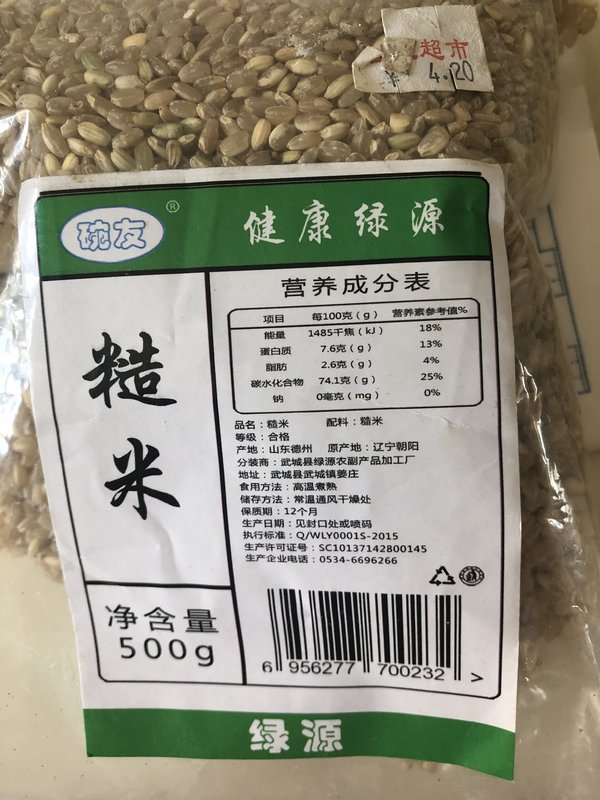 超市
4.20
碗友®
健康绿源
糙米
营养成分表
项目 每100克（g） 营养素参考值%
能量 1485千焦（kJ） 18%
蛋白质 7.6克（g） 13%
脂肪 2.6克（g） 4%
碳水化合物 74.1克（g） 25%
钠 0毫克（mg） 0%
品名：糙米 配料：糙米
等级：合格
产地：山东德州 原产地：辽宁朝阳
分装商：武城县绿源农副产品加工厂
地址：武城县武城镇姜庄
食用方法：高温煮熟
储存方法：常温通风干燥处
保质期：12个月
生产日期：见封口处或喷码
执行标准：Q/WLY0001S-2015
生产许可证号：SC10137142800145
生产企业电话：0534-6696266
净含量
500g
6 956277 700232 >
绿源